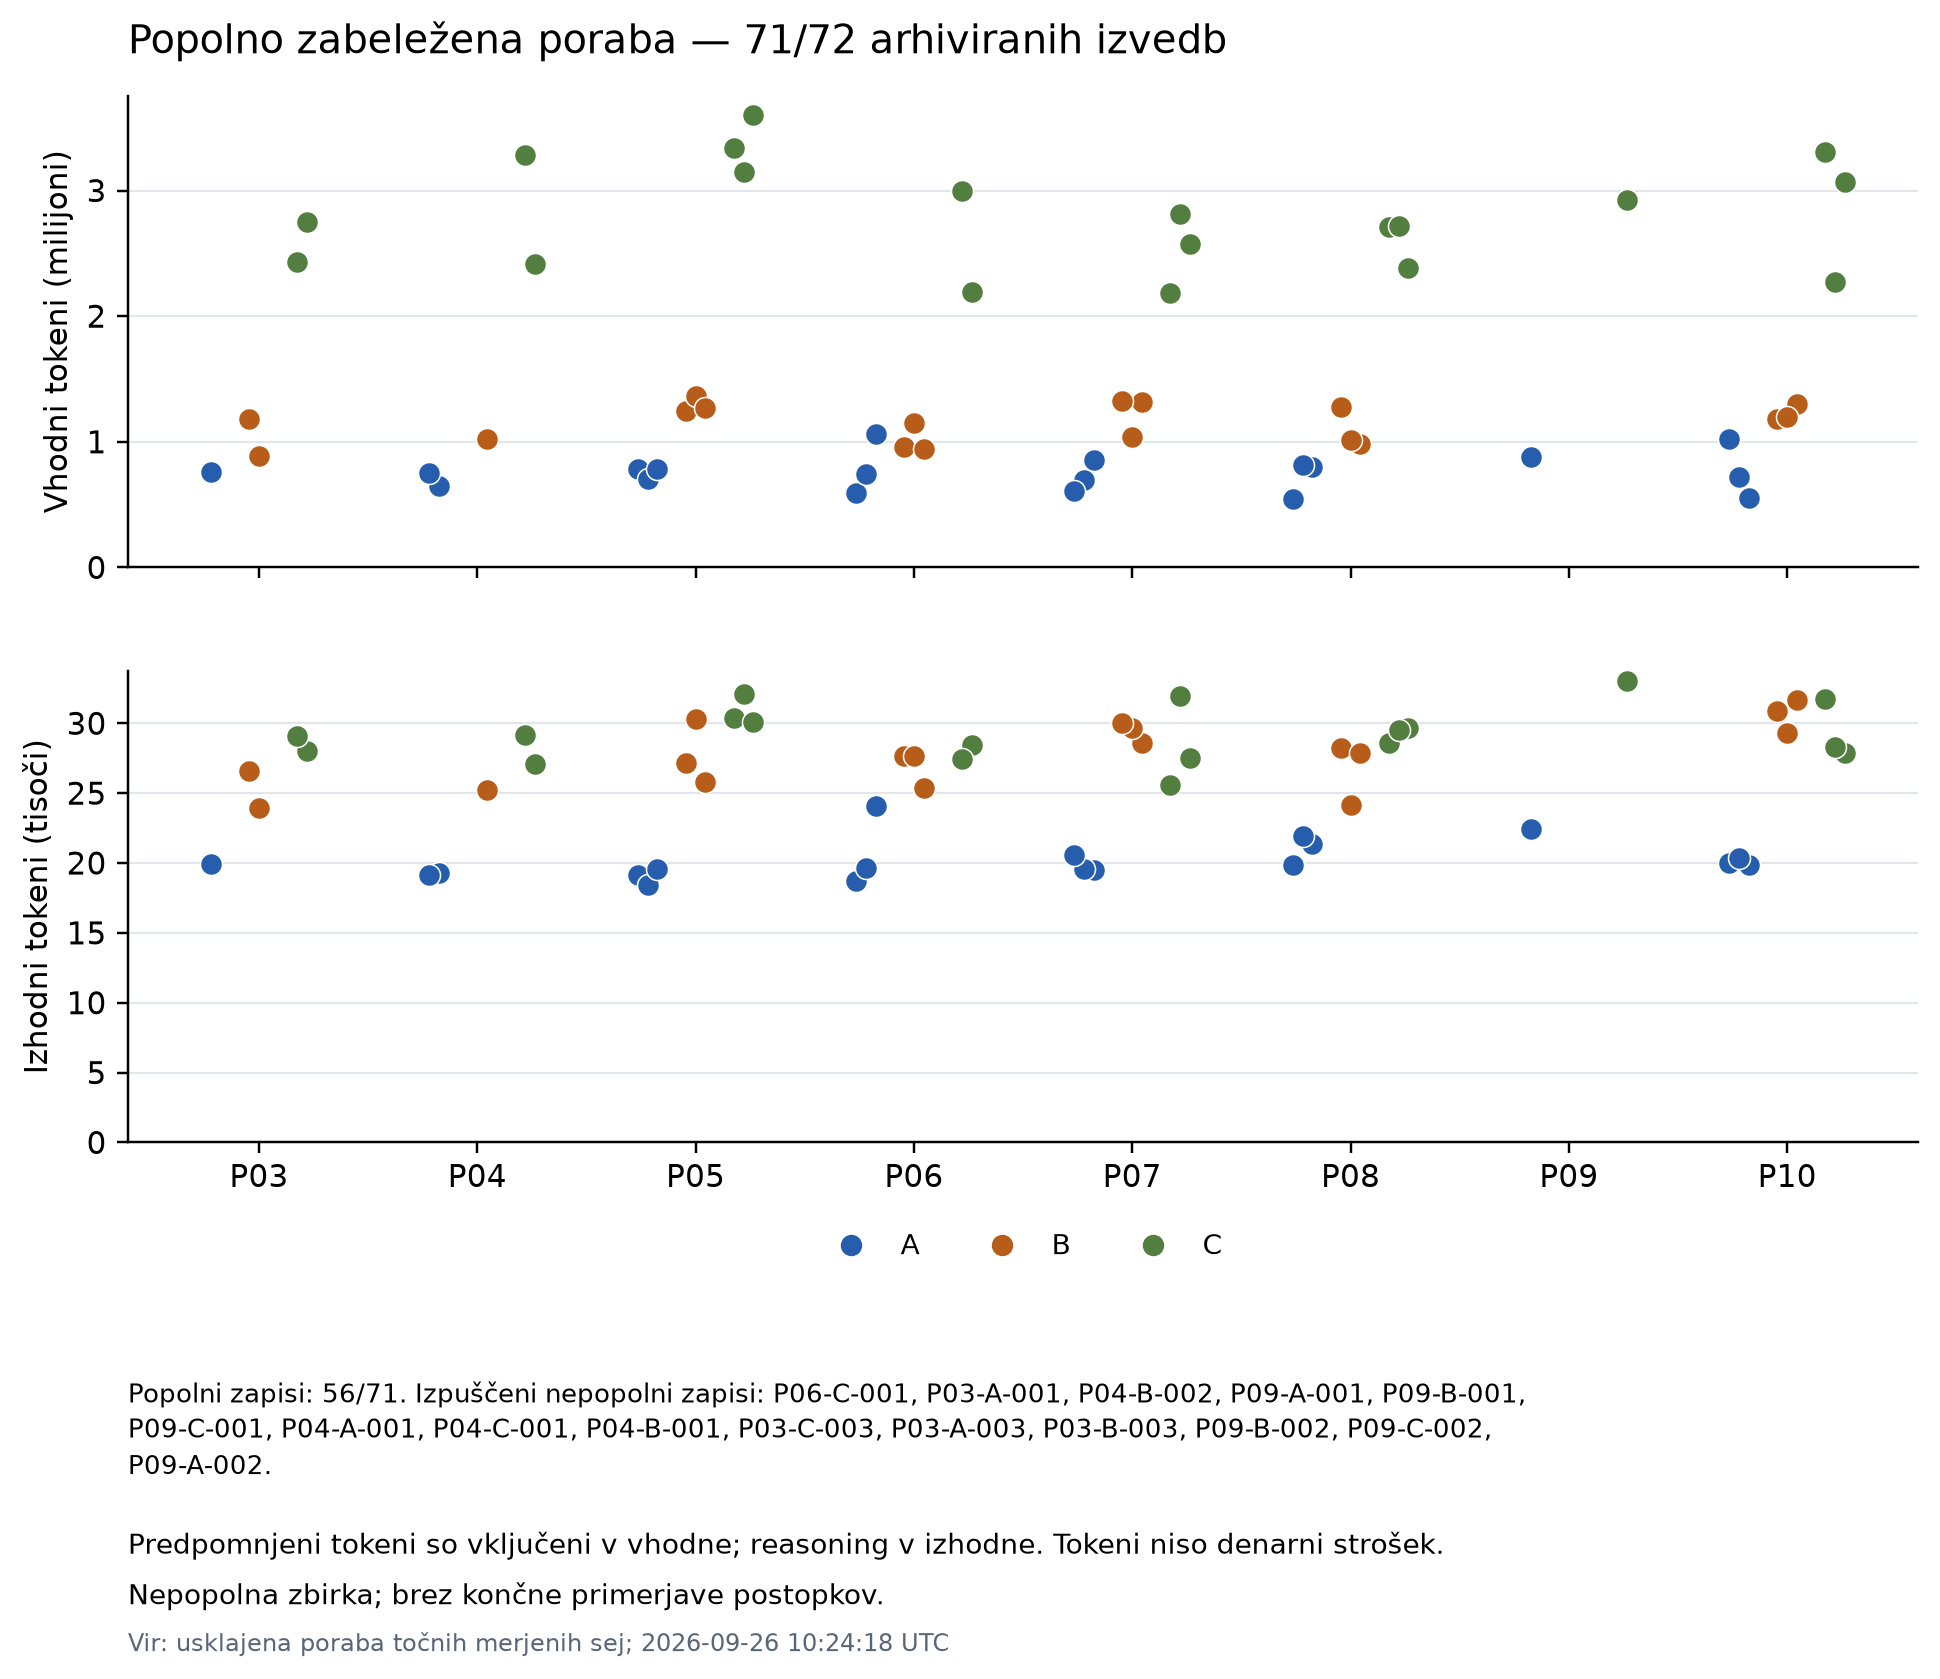 Popolno zabeležena poraba — 71/72 arhiviranih izvedb
Vhodni tokeni (milijoni)
3
2
1
0
Izhodni tokeni (tisoči)
30
25
20
15
10
5
0
P03 P04 P05 P06 P07 P08 P09 P10
A B C
Popolni zapisi: 56/71. Izpuščeni nepopolni zapisi: P06-C-001, P03-A-001, P04-B-002, P09-A-001, P09-B-001,
P09-C-001, P04-A-001, P04-C-001, P04-B-001, P03-C-003, P03-A-003, P03-B-003, P09-B-002, P09-C-002,
P09-A-002.
Predpomnjeni tokeni so vključeni v vhodne; reasoning v izhodne. Tokeni niso denarni strošek.
Nepopolna zbirka; brez končne primerjave postopkov.
Vir: usklajena poraba točnih merjenih sej; 2026-09-26 10:24:18 UTC